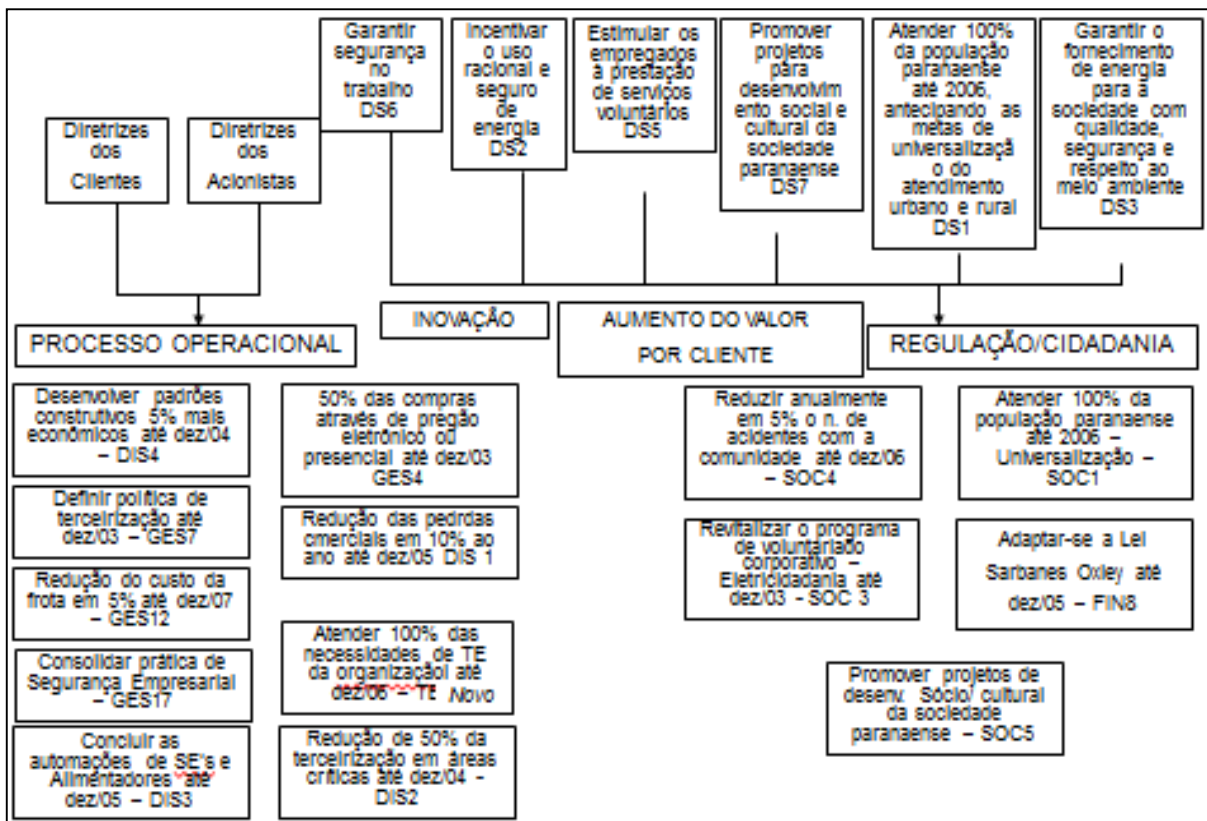 Garantir
segurança
no
trabalho
DS6
Incentivar
o uso
racional e
seguro
de
energia
DS2
Estimular os
empregados
à prestação
de serviços
voluntários
DS5
Promover
projetos
para
desenvolvim
ento social e
cultural da
sociedade
paranaense
DS7
Atender 100%
da população
paranaense
até 2006,
antecipando as
metas de
universalizaçã
o do
atendimento
urbano e rural
DS1
Garantir o
fornecimento
de energia
para a
sociedade com
qualidade,
segurança e
respeito ao
meio ambiente
DS3
Diretrizes
dos
Clientes
Diretrizes
dos
Acionistas
PROCESSO OPERACIONAL
INOVAÇÃO
AUMENTO DO VALOR
POR CLIENTE
REGULAÇÃO/CIDADANIA
Desenvolver padrões
construtivos 5% mais
econômicos até dez/04
– DIS4
50% das compras
através de pregão
eletrônico ou
presencial até dez/03
GES4
Reduzir anualmente
em 5% o n. de
acidentes com a
comunidade até dez/06
– SOC4
Atender 100% da
população paranaense
até 2006 –
Universalização –
SOC1
Definir política de
terceirização até
dez/03 – GES7
Redução das pedrdas
cmerciais em 10% ao
ano até dez/05 DIS 1
Revitalizar o programa
de voluntariado
corporativo –
Eletricidadania até
dez/03 - SOC 3
Adaptar-se a Lei
Sarbanes Oxley até
dez/05 – FIN8
Redução do custo da
frota em 5% até dez/07
– GES12
Atender 100% das
necessidades de TE
da organizaçãol até
dez/06 – TE Novo
Consolidar prática de
Segurança Empresarial
– GES17
Promover projetos de
desenv. Sócio/ cultural
da sociedade
paranaense – SOC5
Concluir as
automações de SE's e
Alimentadores até
dez/05 – DIS3
Redução de 50% da
terceirização em áreas
críticas até dez/04 -
DIS2